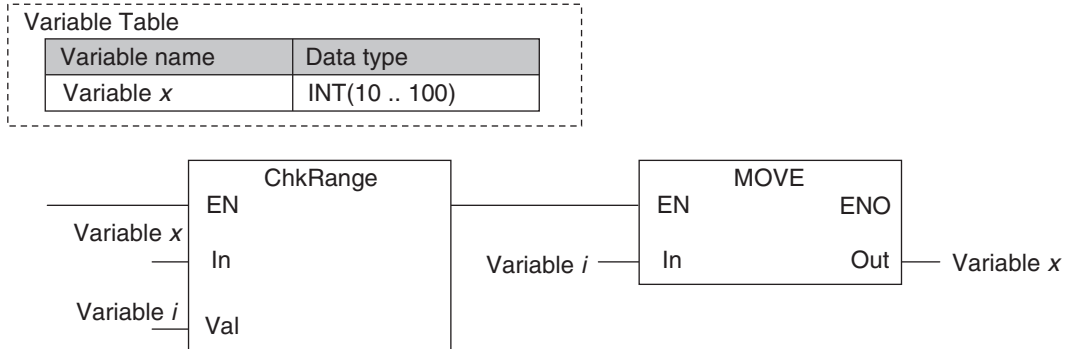 Variable Table
Variable name Data type
Variable x INT(10 .. 100)
ChkRange MOVE
EN EN ENO
Variable x
In Variable i In Out Variable x
Variable i
Val